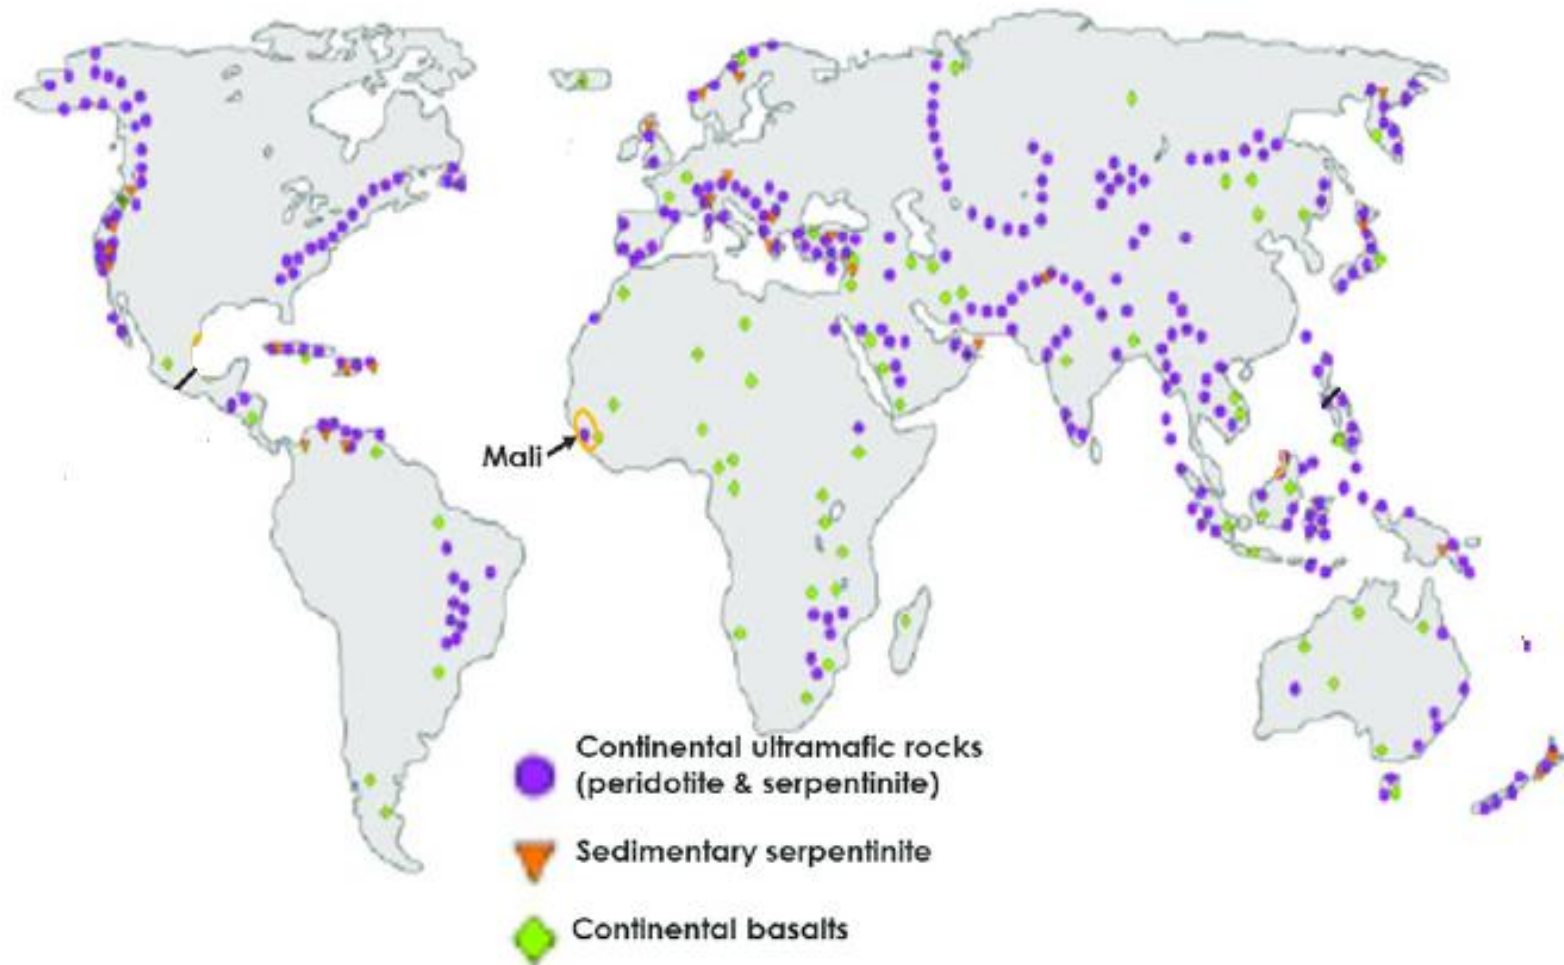 Mali
Continental ultramafic rocks
(peridotite & serpentinite)
Sedimentary serpentinite
Continental basalts